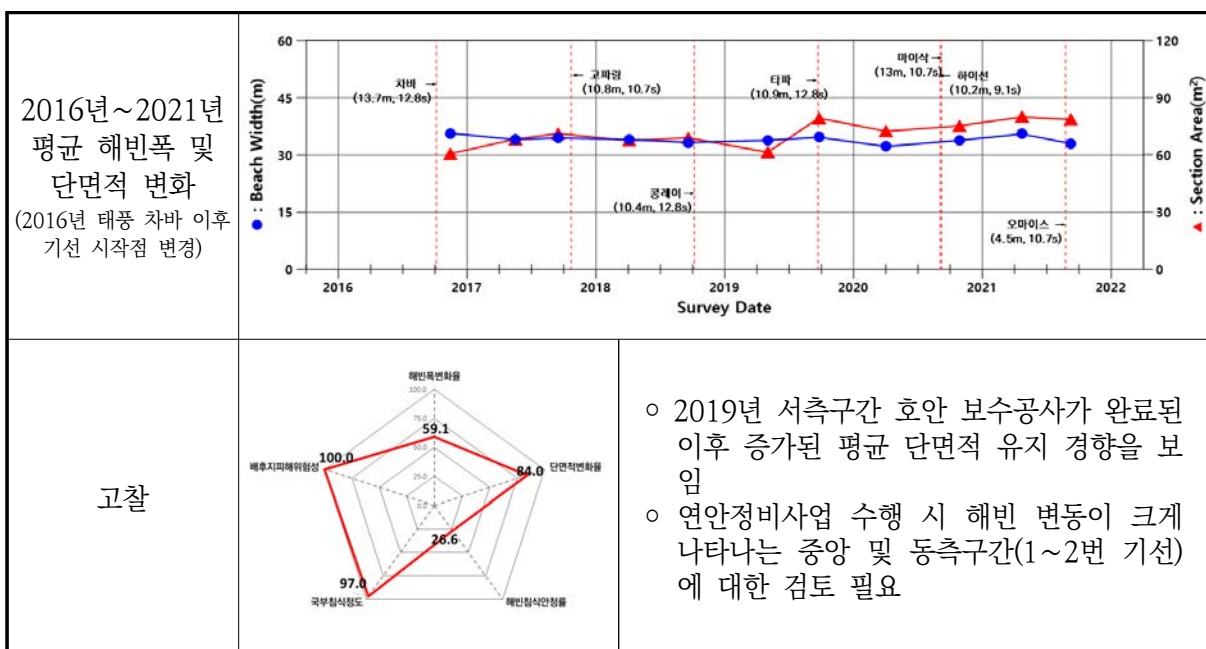 2016년~2021년
평균 해빈폭 및
단면적 변화
(2016년 태풍 차바 이후
기선 시작점 변경)
● : Beach Width(m)
60
45
30
15
0
차바
(13.7m, 12.8s)
고파랑
(10.8m, 10.7s)
콩레이
(10.4m, 12.8s)
타파
(10.9m, 12.8s)
마이삭
(13m, 10.7s)
하이선
(10.2m, 9.1s)
오마이스
(4.5m, 10.7s)
120
90
60
30
0
▲ : Section Area(m²)
2016 2017 2018 2019 2020 2021 2022
Survey Date
고찰
해빈폭변화율
100.0
75.0
59.1
50.0
25.0
0.0
배후지피해위험성
100.0
단면적변화율
84.0
26.6
97.0
국부침식정도
해빈침식안정률
○ 2019년 서측구간 호안 보수공사가 완료된
이후 증가된 평균 단면적 유지 경향을 보
임
○ 연안정비사업 수행 시 해빈 변동이 크게
나타나는 중앙 및 동측구간(1~2번 기선)
에 대한 검토 필요